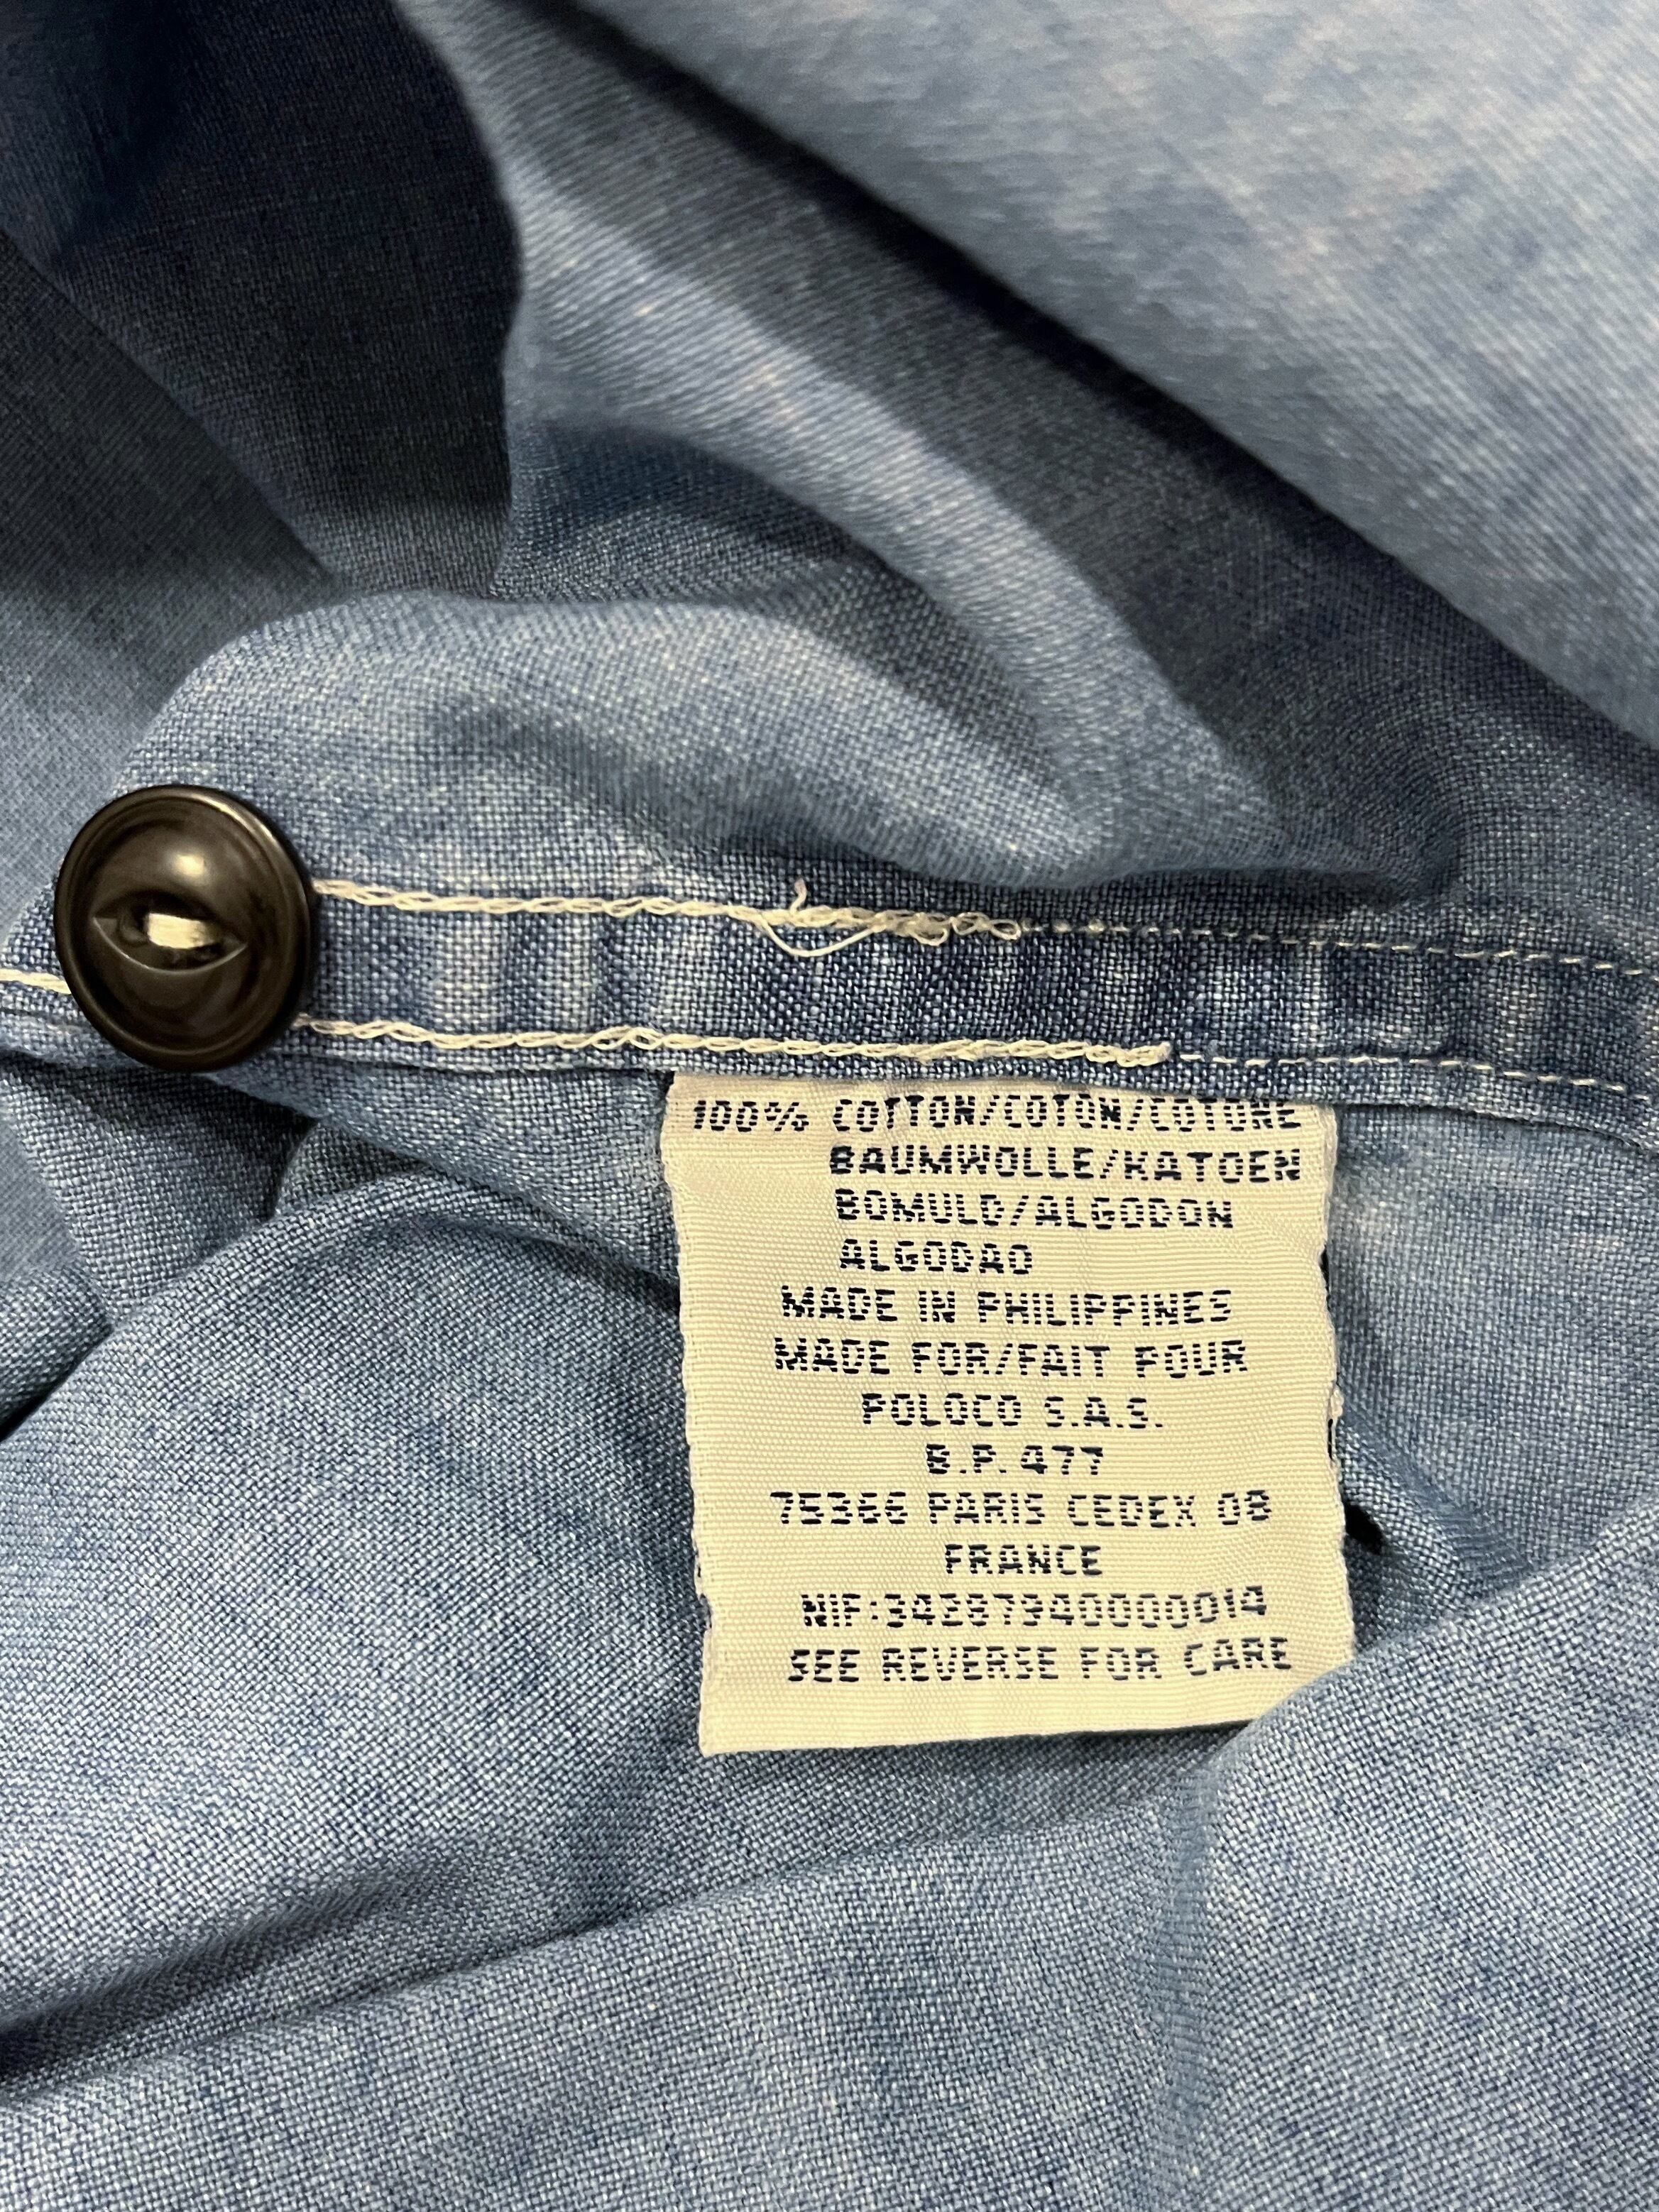 100% COTTON/COTON/COTONE
BAUMWOLLE/KATOEN
BOMULD/ALGODON
ALGODAO
MADE IN PHILIPPINES
MADE FOR/FAIT POUR
POLOCO S.A.S.
B.P. 477
75366 PARIS CEDEX 08
FRANCE
NIF:34287940000014
SEE REVERSE FOR CARE